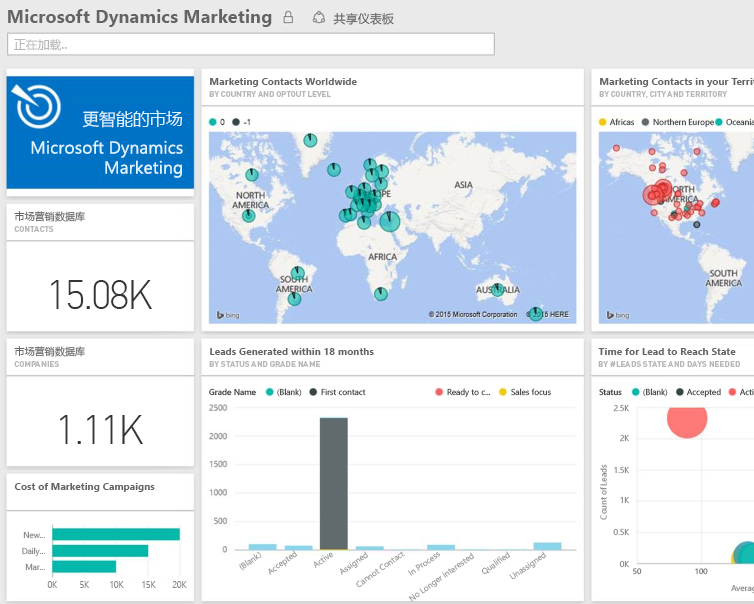 Microsoft Dynamics Marketing 共享仪表板
正在加载..
更智能的市场
Microsoft Dynamics
Marketing
市场营销数据库
CONTACTS
15.08K
市场营销数据库
COMPANIES
1.11K
Cost of Marketing Campaigns
New...
Daily...
Mar...
0K 5K 10K 15K 20K
Marketing Contacts Worldwide
BY COUNTRY AND OPTOUT LEVEL
0 -1
NORTH
AMERICA
ASIA
AFRICA
SOUTH
AMERICA
bing
© 2015 Microsoft Corporation
HERE
Leads Generated within 18 months
BY STATUS AND GRADE NAME
Grade Name (Blank) First contact Ready to c... Sales focus
2500
2000
1500
1000
500
0
(Blank) Accepted Active Assigned Cannot Contact In Process No Longer Interested Qualified Unassigned
Marketing Contacts in your Terri
BY COUNTRY, CITY AND TERRITORY
Africas Northern Europe Oceania
SOUTH
AMERICA
bing
Time for Lead to Reach State
BY #LEADS STATE AND DAYS NEEDED
Status (Blank) Accepted Acti
Count of Leads
2.5K
2K
1.5K
1K
0.5K
0K
50 100
Averag